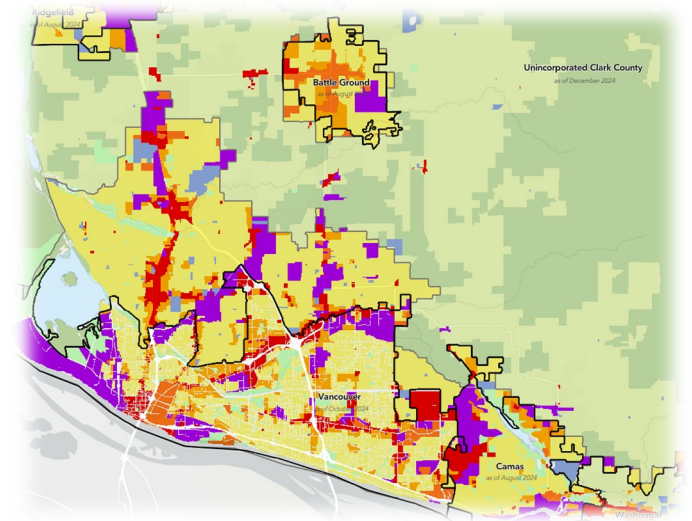 Ridgefield
as of August 2024
Battle Ground
as of August
Unincorporated Clark County
as of December 2024
Vancouver
as of October 2024
Camas
as of August 2024
Washougal